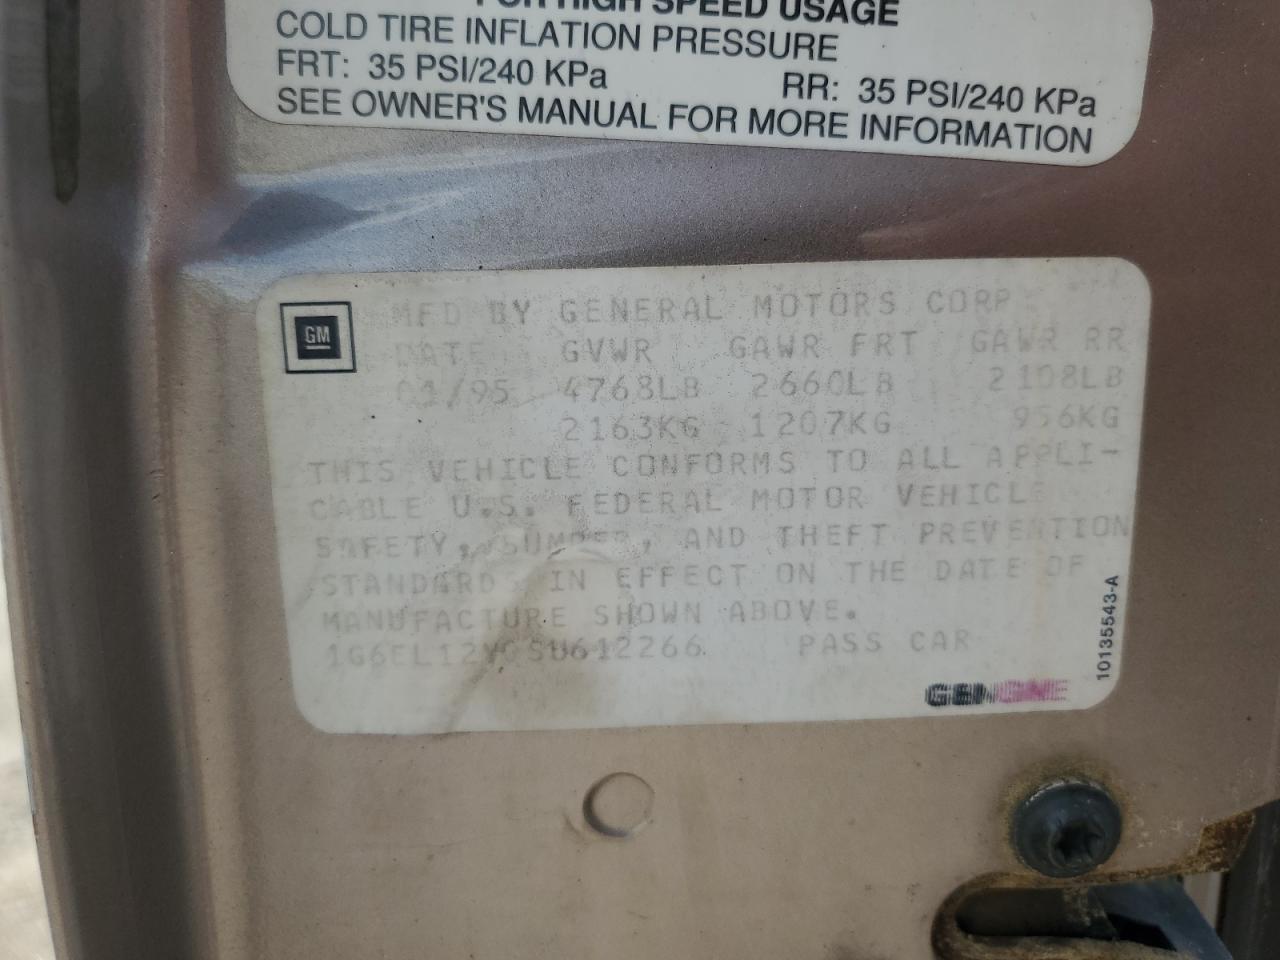 FOR HIGH SPEED USAGE
COLD TIRE INFLATION PRESSURE
FRT: 35 PSI/240 KPa RR: 35 PSI/240 KPa
SEE OWNER'S MANUAL FOR MORE INFORMATION
GM
MFD BY GENERAL MOTORS CORP
DATE GVWR GAWR FRT GAWR RR
01/95 4768LB 2660LB 2108LB
2163KG 1207KG 956KG
THIS VEHICLE CONFORMS TO ALL APPLI-
CABLE U.S. FEDERAL MOTOR VEHICLE
SAFETY, BUMPER, AND THEFT PREVENTION
STANDARDS IN EFFECT ON THE DATE OF
MANUFACTURE SHOWN ABOVE.
PASS CAR
10135543-A